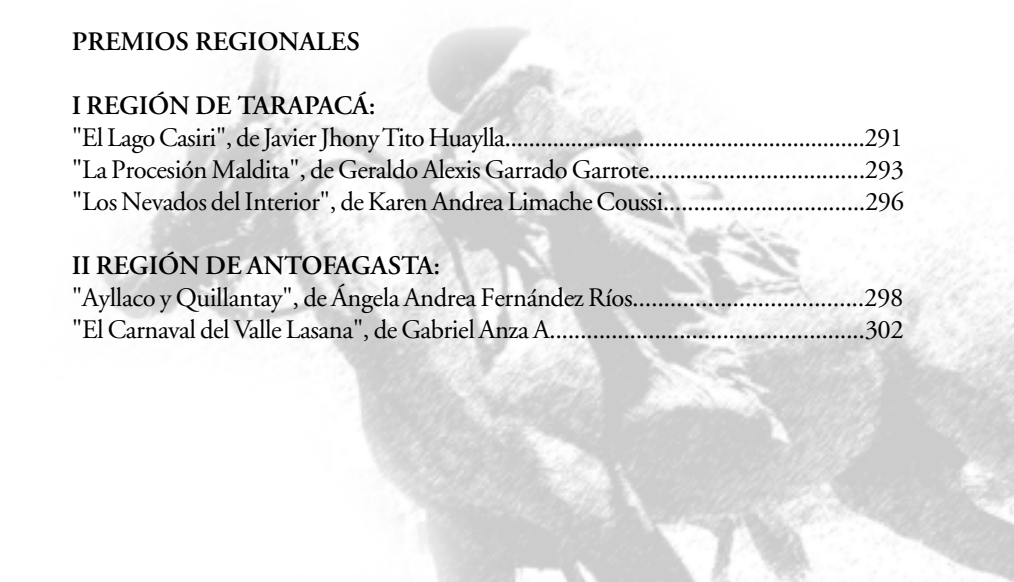 PREMIOS REGIONALES
I REGIÓN DE TARAPACÁ:
"El Lago Casiri", de Javier Jhony Tito Huaylla..............................................................291
"La Procesión Maldita", de Geraldo Alexis Garrado Garrote.....................................293
"Los Nevados del Interior", de Karen Andrea Limache Coussi...................................296
II REGIÓN DE ANTOFAGASTA:
"Ayllaco y Quillantay", de Ángela Andrea Fernández Ríos........................................298
"El Carnaval del Valle Lasana", de Gabriel Anza A......................................................302